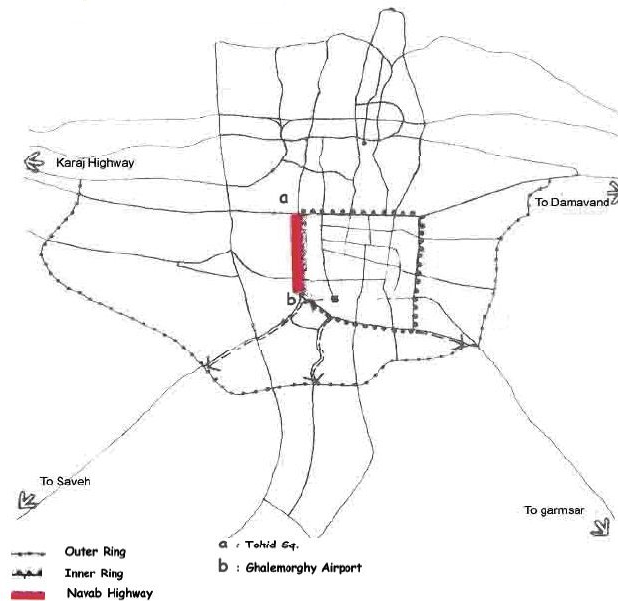 Karaj Highway
a
To Damavand
b
To Saveh
To garmsar
Outer Ring
Inner Ring
Navab Highway
a : Tohid Sq.
b : Ghalemorghy Airport